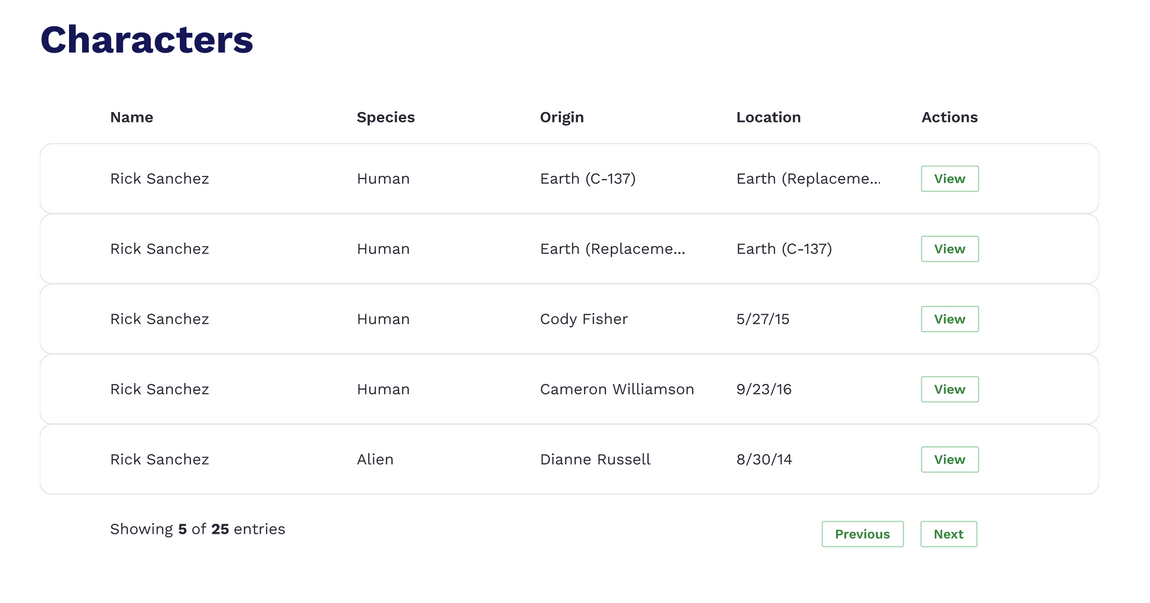 Characters
Name Species Origin Location Actions
Rick Sanchez Human Earth (C-137) Earth (Replaceme... View
Rick Sanchez Human Earth (Replaceme... Earth (C-137) View
Rick Sanchez Human Cody Fisher 5/27/15 View
Rick Sanchez Human Cameron Williamson 9/23/16 View
Rick Sanchez Alien Dianne Russell 8/30/14 View
Showing 5 of 25 entries Previous Next